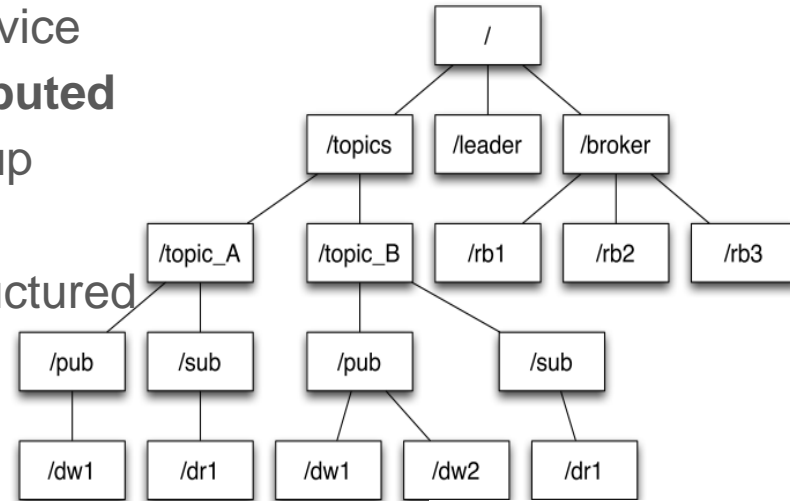 vice
/
buted
/topics /leader /broker
up
/topic_A /topic_B /rb1 /rb2 /rb3
uctured
/pub /sub /pub /sub
/dw1 /dr1 /dw1 /dw2 /dr1